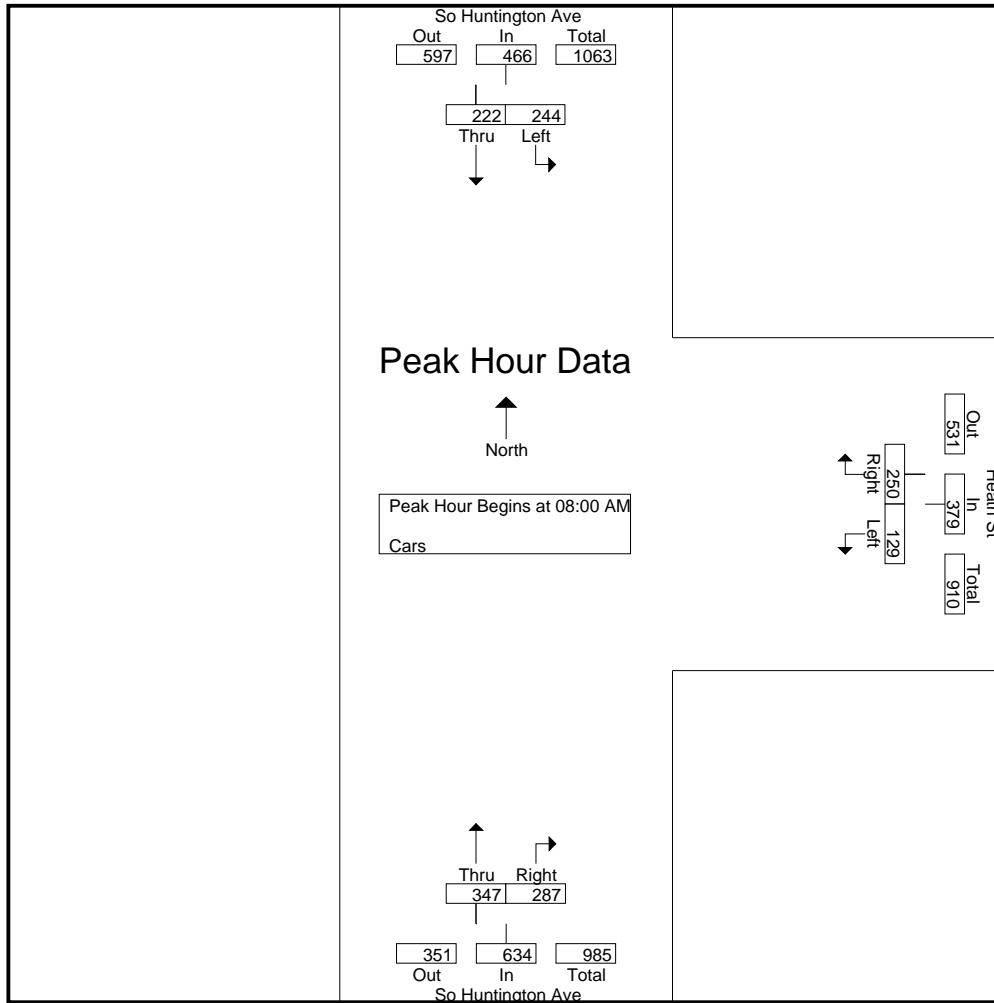 So Huntington Ave
Out In Total
597 466 1063
222 244
Thru Left
Peak Hour Data
North
Peak Hour Begins at 08:00 AM
Cars
Right Left
250 129
Out In Total
531 379 910
Heath St
Thru Right
347 287
351 634 985
Out In Total
So Huntington Ave